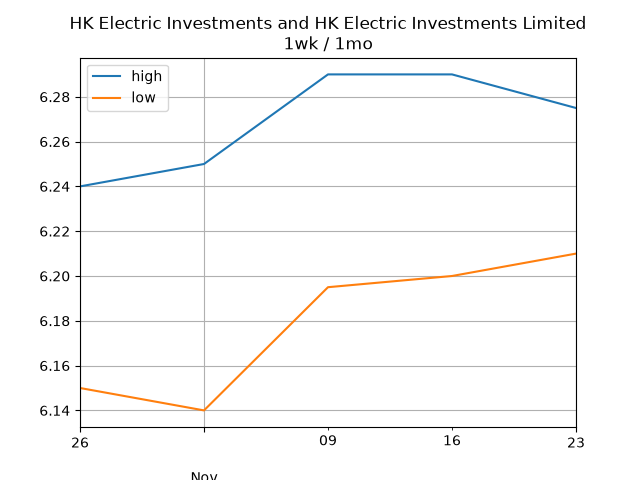 HK Electric Investments and HK Electric Investments Limited
1wk / 1mo
high
low
6.28
6.26
6.24
6.22
6.20
6.18
6.16
6.14
26
09
16
23
Nov